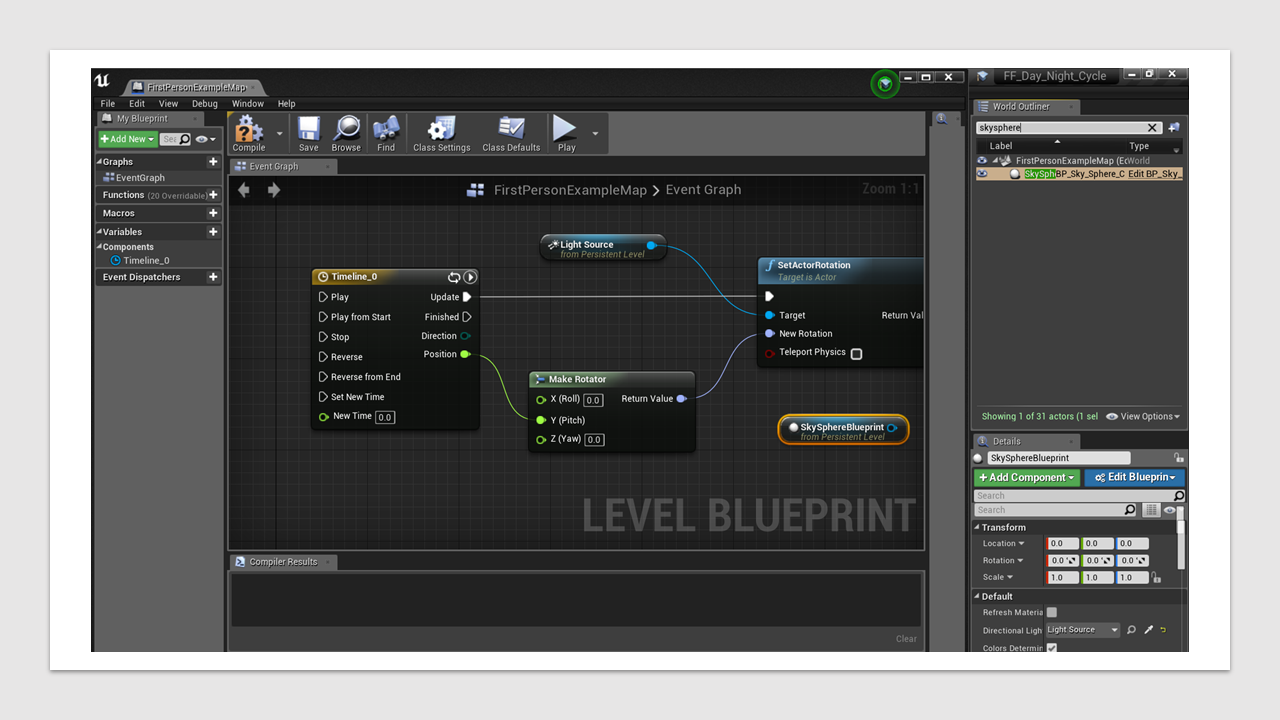 FirstPersonExampleMap
File Edit View Debug Window Help
My Blueprint
+Add New
Graphs
EventGraph
Functions (20 Overridable)
Macros
Variables
Components
Timeline_0
Event Dispatchers
Compile Save Browse Find Class Settings Class Defaults Play
Event Graph
FirstPersonExampleMap > Event Graph
Zoom 1:1
Light Source
from Persistent Level
Timeline_0
Play Update
Play from Start Finished
Stop Direction
Reverse Position
Reverse from End
Set New Time
New Time 0.0
Make Rotator
X (Roll) 0.0 Return Value
Y (Pitch)
Z (Yaw) 0.0
SetActorRotation
Target is Actor
Target Return Val
New Rotation
Teleport Physics
SkySphereBlueprint
from Persistent Level
LEVEL BLUEPRINT
Compiler Results
Clear
FF_Day_Night_Cycle
World Outliner
skysphere
Label Type
FirstPersonExampleMap (Ec World
SkySphi BP_Sky_Sphere_C Edit BP_Sky_
Showing 1 of 31 actors (1 sel View Options
Details
SkySphereBlueprint
+Add Component Edit Blueprin
Search
Search
Transform
Location 0.0 0.0 0.0
Rotation 0.0 ° 0.0 ° 0.0 °
Scale 1.0 1.0 1.0
Default
Refresh Materia
Directional Ligh Light Source
Colors Determin